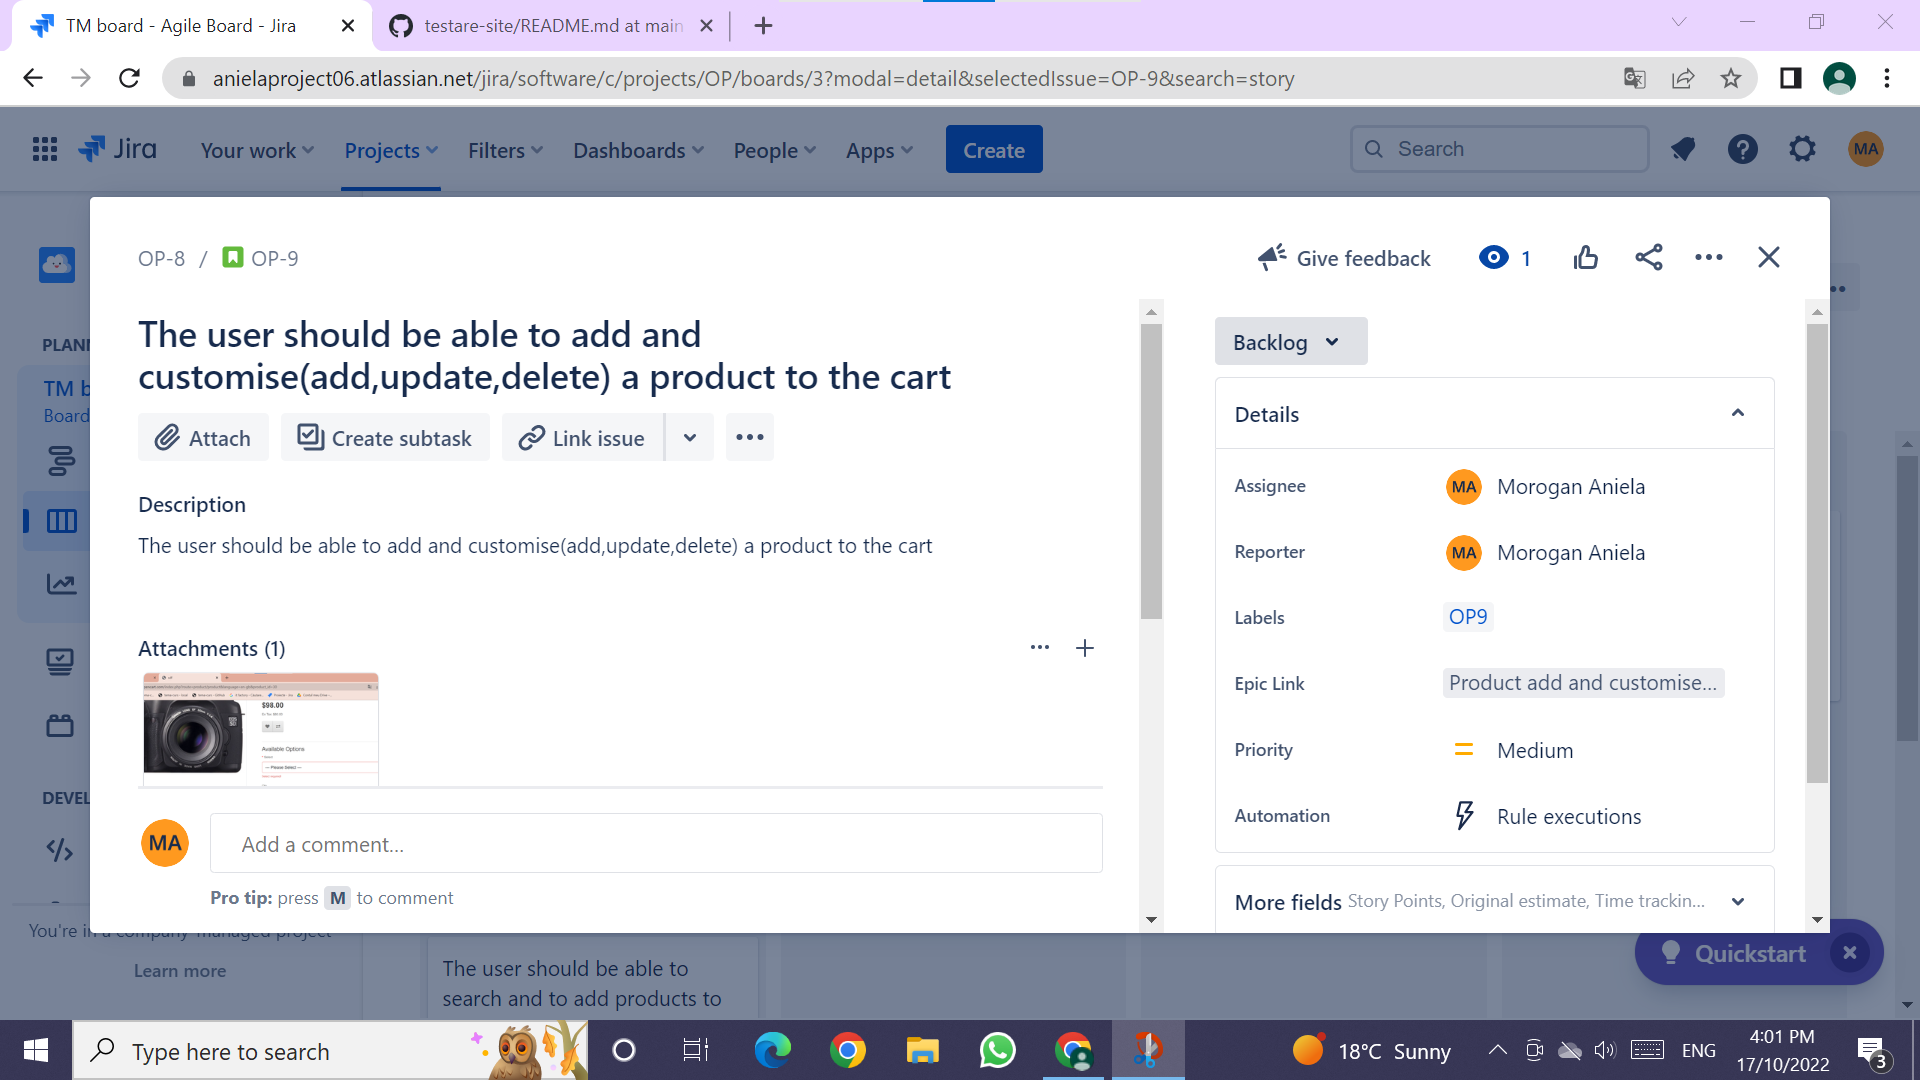 TM board - Agile Board - Jira
testare-site/README.md at main
anielaproject06.atlassian.net/jira/software/c/projects/OP/boards/3?modal=detail&selectedIssue=OP-9&search=story
Jira
Your work
Projects
Filters
Dashboards
People
Apps
Create
Search
MA
OP-8 / OP-9
Give feedback
1
The user should be able to add and
customise(add,update,delete) a product to the cart
Attach
Create subtask
Link issue
Description
The user should be able to add and customise(add,update,delete) a product to the cart
Attachments (1)
$98.00
Available Options
--- Please Select ---
MA
Add a comment...
Pro tip: press M to comment
Backlog
Details
Assignee
MA Morogan Aniela
Reporter
MA Morogan Aniela
Labels
OP9
Epic Link
Product add and customise...
Priority
Medium
Automation
Rule executions
More fields Story Points, Original estimate, Time trackin...
PLANN
TM b
Board
DEVEL
You're in a company-managed project
Learn more
The user should be able to
search and to add products to
Quickstart
Type here to search
18°C Sunny
ENG
4:01 PM
17/10/2022
3